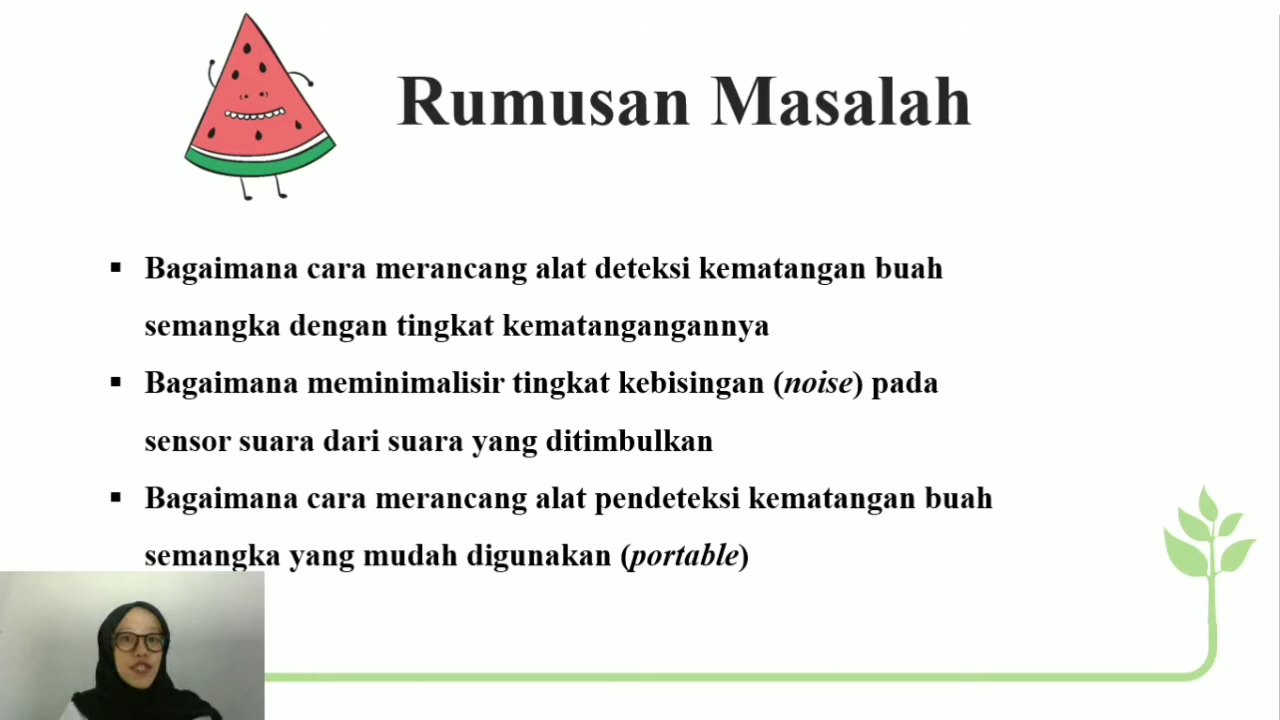 Rumusan Masalah
▪ Bagaimana cara merancang alat deteksi kematangan buah
semangka dengan tingkat kematangangannya
▪ Bagaimana meminimalisir tingkat kebisingan (noise) pada
sensor suara dari suara yang ditimbulkan
▪ Bagaimana cara merancang alat pendeteksi kematangan buah
semangka yang mudah digunakan (portable)